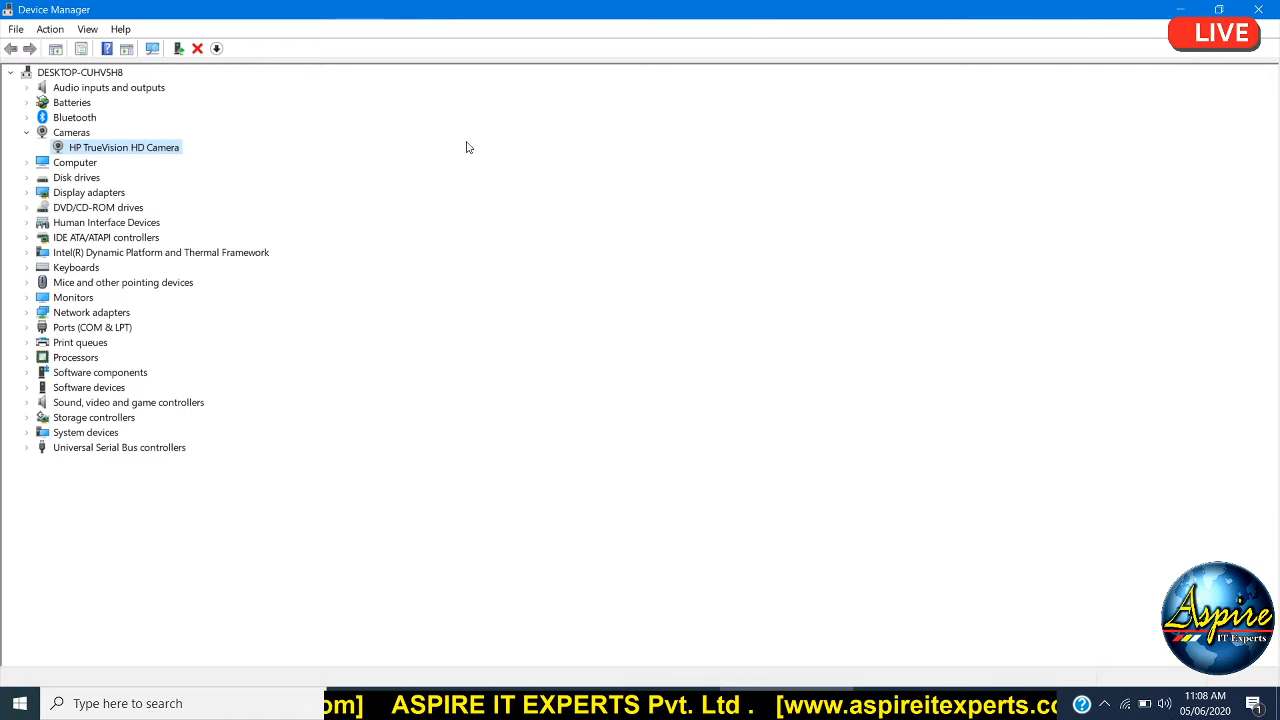 Device Manager
File Action View Help
LIVE
DESKTOP-CUHV5H8
Audio inputs and outputs
Batteries
Bluetooth
Cameras
HP TrueVision HD Camera
Computer
Disk drives
Display adapters
DVD/CD-ROM drives
Human Interface Devices
IDE ATA/ATAPI controllers
Intel(R) Dynamic Platform and Thermal Framework
Keyboards
Mice and other pointing devices
Monitors
Network adapters
Ports (COM & LPT)
Print queues
Processors
Software components
Software devices
Sound, video and game controllers
Storage controllers
System devices
Universal Serial Bus controllers
Aspire
IT Experts
Type here to search
om] ASPIRE IT EXPERTS Pvt. Ltd . [www.aspireitexperts.co
11:08 AM
05/06/2020
1